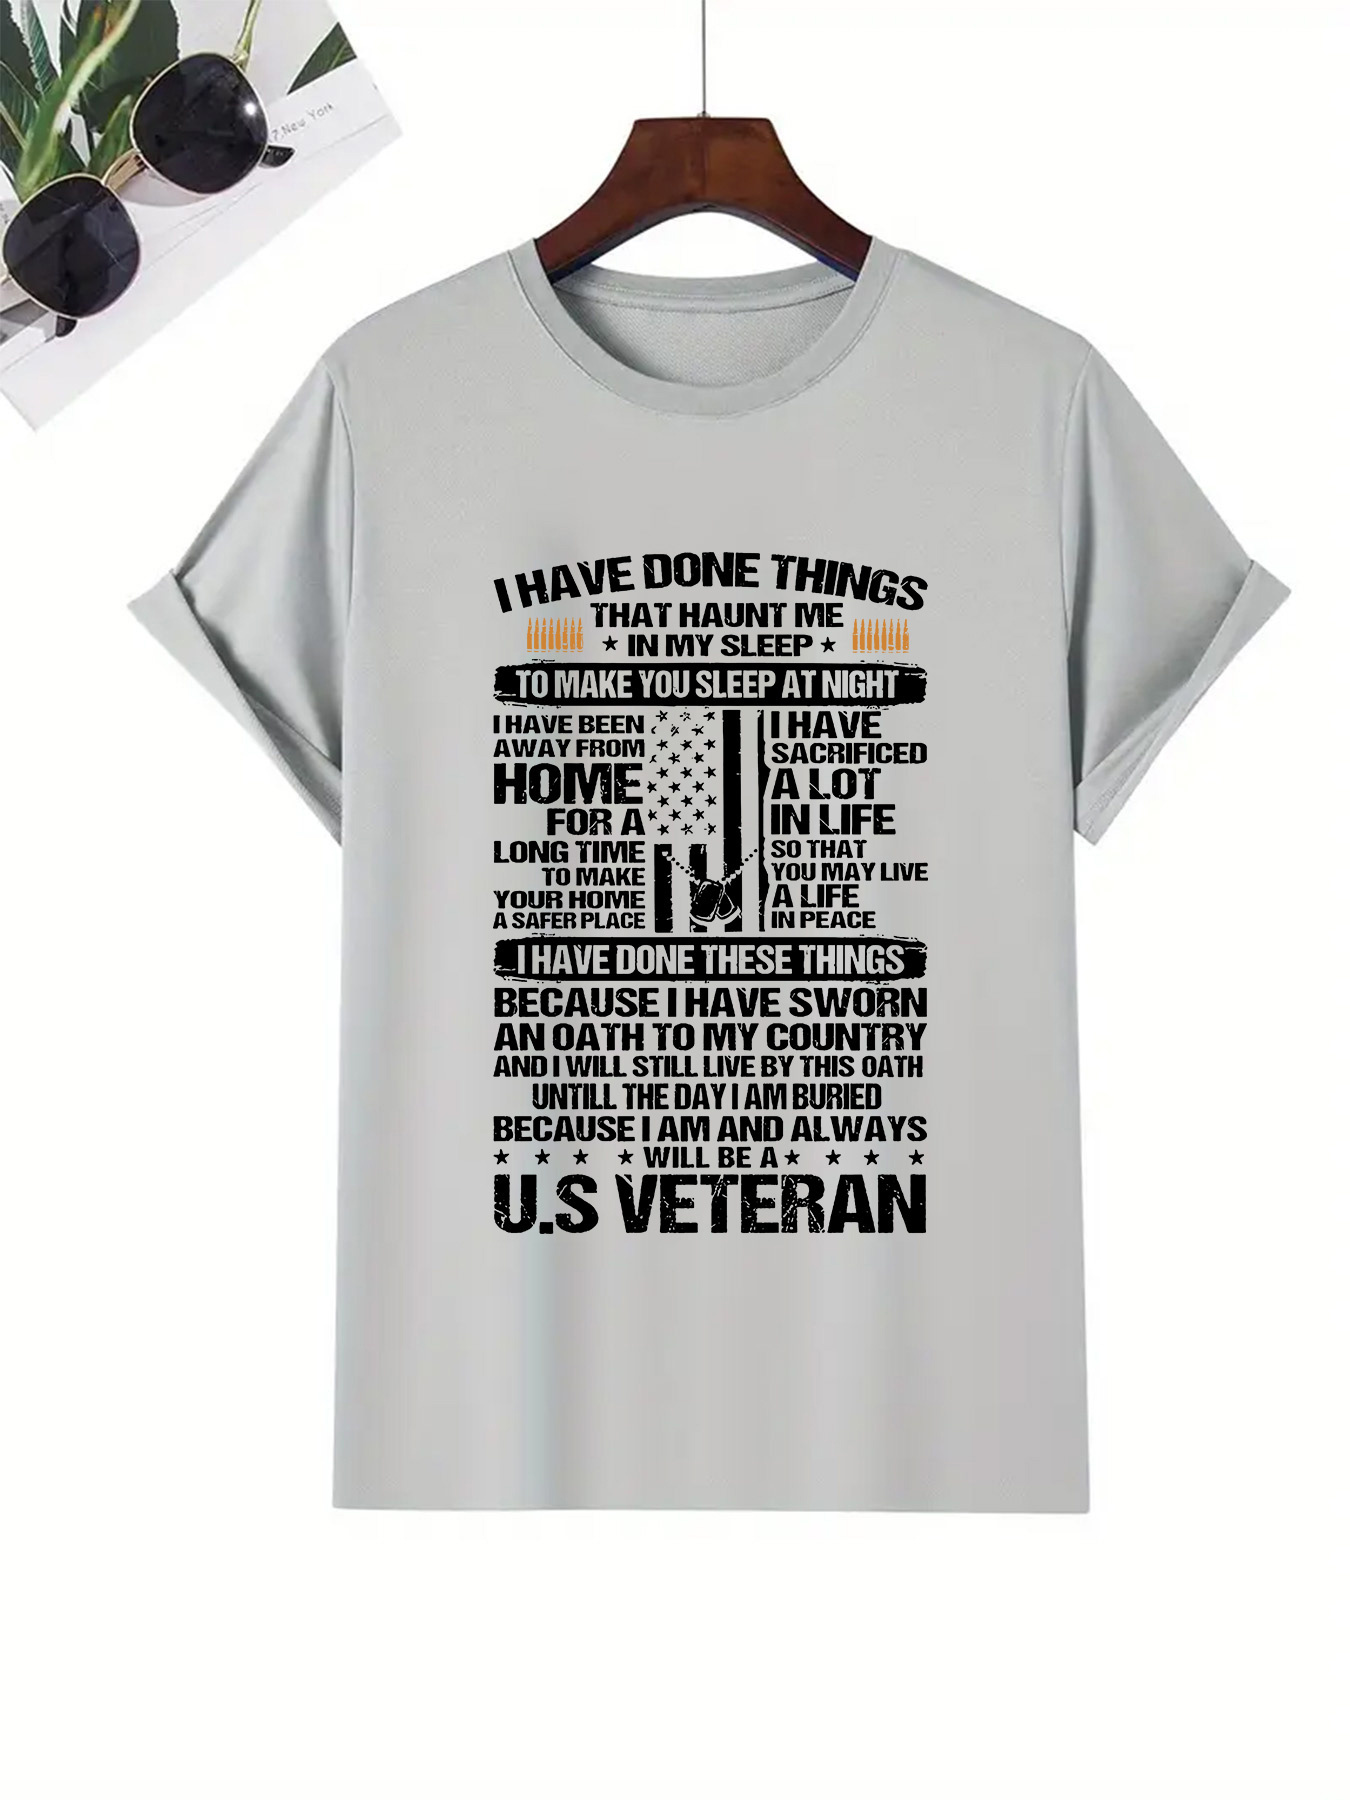 7,New York
I HAVE DONE THINGS
THAT HAUNT ME
IN MY SLEEP
TO MAKE YOU SLEEP AT NIGHT
I HAVE BEEN
AWAY FROM
HOME
FOR A
LONG TIME
TO MAKE
YOUR HOME
A SAFER PLACE
I HAVE
SACRIFICED
A LOT
IN LIFE
SO THAT
YOU MAY LIVE
A LIFE
IN PEACE
I HAVE DONE THESE THINGS
BECAUSE I HAVE SWORN
AN OATH TO MY COUNTRY
AND I WILL STILL LIVE BY THIS OATH
UNTILL THE DAY I AM BURIED
BECAUSE I AM AND ALWAYS
WILL BE A
U.S VETERAN